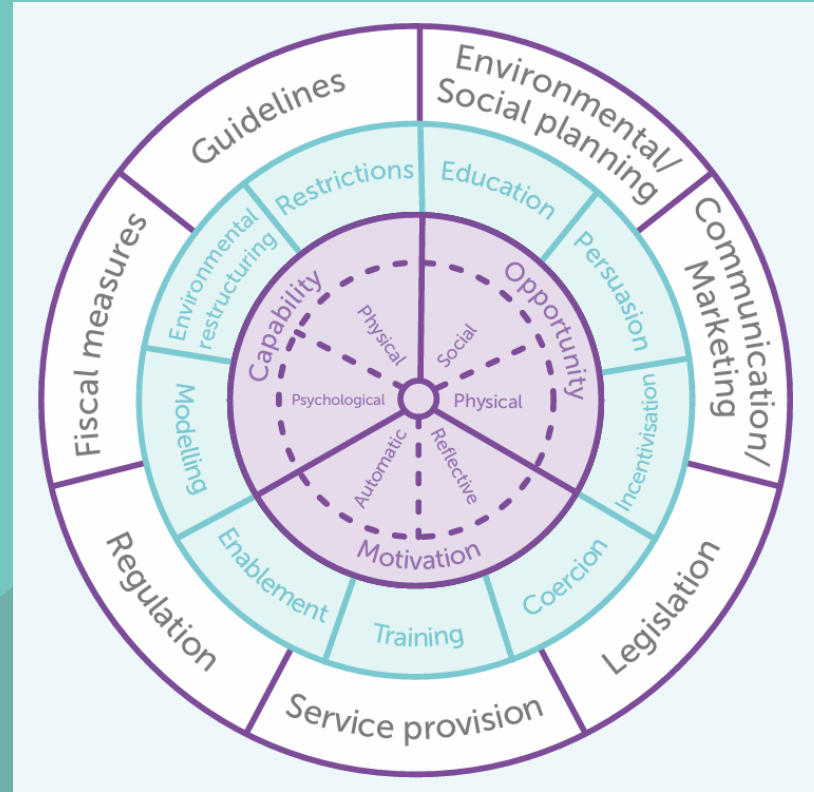 Guidelines
Environmental/
Social planning
Communication/
Marketing
Legislation
Service provision
Regulation
Fiscal measures
Restrictions
Education
Persuasion
Incentivisation
Coercion
Training
Enablement
Modelling
Environmental
restructuring
Capability
Opportunity
Motivation
Physical
Social
Physical
Reflective
Automatic
Psychological